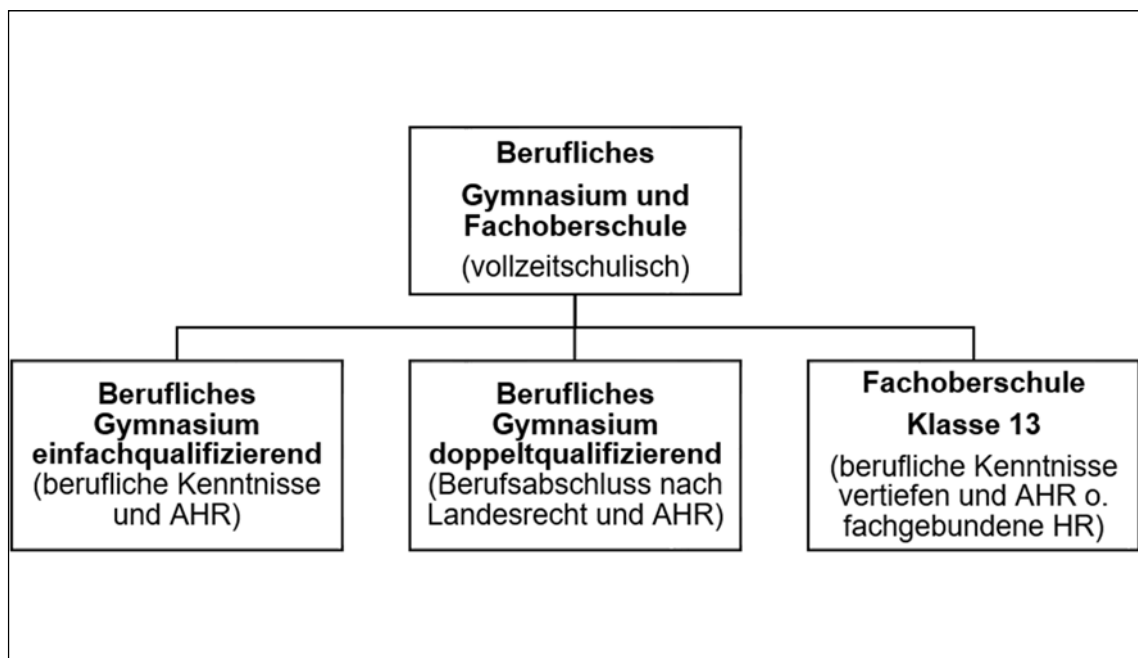 Berufliches
Gymnasium und
Fachoberschule
(vollzeitschulisch)
Berufliches
Gymnasium
einfachqualifizierend
(berufliche Kenntnisse
und AHR)
Berufliches
Gymnasium
doppeltqualifizierend
(Berufsabschluss nach
Landesrecht und AHR)
Fachoberschule
Klasse 13
(berufliche Kenntnisse
vertiefen und AHR o.
fachgebundene HR)